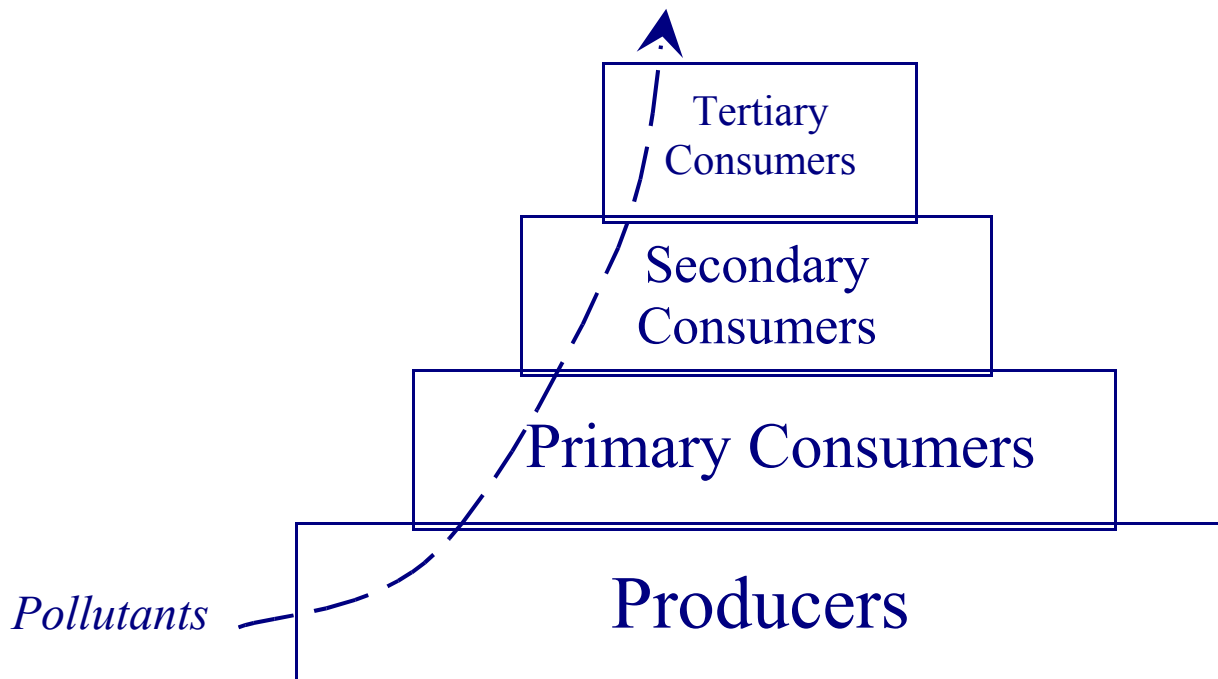 Tertiary
Consumers
Secondary
Consumers
Primary Consumers
Producers
Pollutants